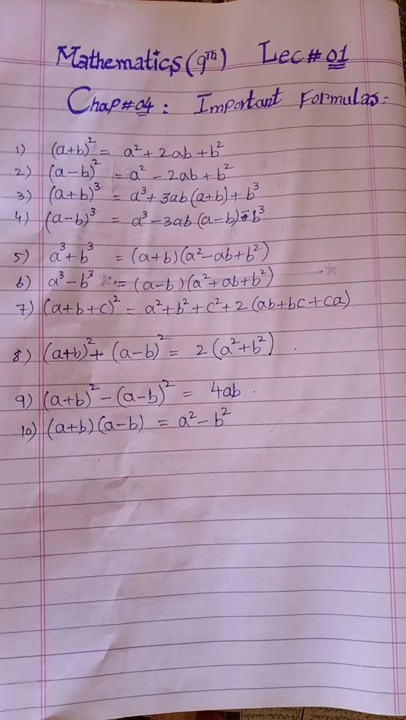 Mathematics (9th) Lec # 01
Chap # 04 : Important Formulas:-
1) (a+b)² = a² + 2ab + b²
2) (a-b)² = a² - 2ab + b²
3) (a+b)³ = a³ + 3ab (a+b) + b³
4) (a-b)³ = a³ - 3ab (a-b) - b³
5) a³ + b³ = (a+b) (a² - ab + b²)
6) a³ - b³ = (a-b) (a² + ab + b²)
7) (a+b+c)² = a² + b² + c² + 2 (ab + bc + ca)
8) (a+b)² + (a-b)² = 2 (a² + b²) .
9) (a+b)² - (a-b)² = 4ab .
10) (a+b) (a-b) = a² - b²